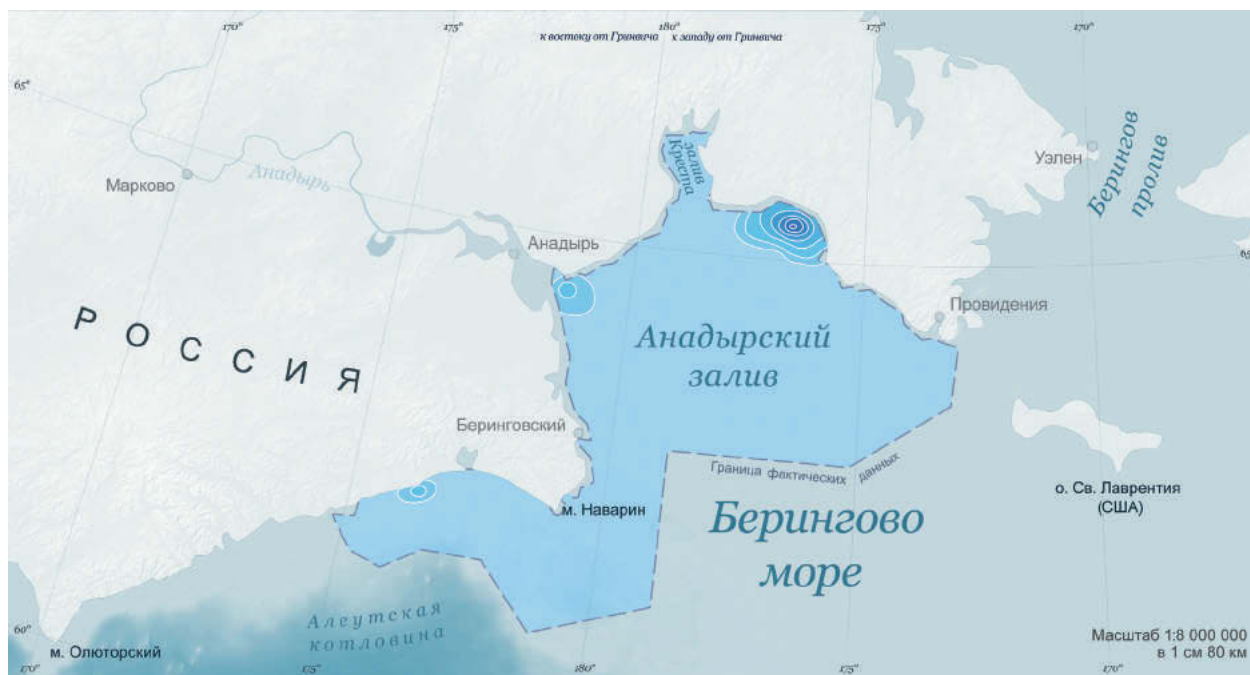 170°
175°
180°
175°
170°
к востоку от Гринвича
к западу от Гринвича
65°
залив
Креста
Берингов
пролив
Уэлен
Марково
Анадырь
Анадырь
65°
Провидения
РОССИЯ
Анадырский
залив
Беринговский
Граница фактических данных
м. Наварин
о. Св. Лаврентия
(США)
Берингово
море
Алеутская
котловина
60°
м. Олюторский
Масштаб 1:8 000 000
в 1 см 80 км
170°
175°
180°
175°
170°